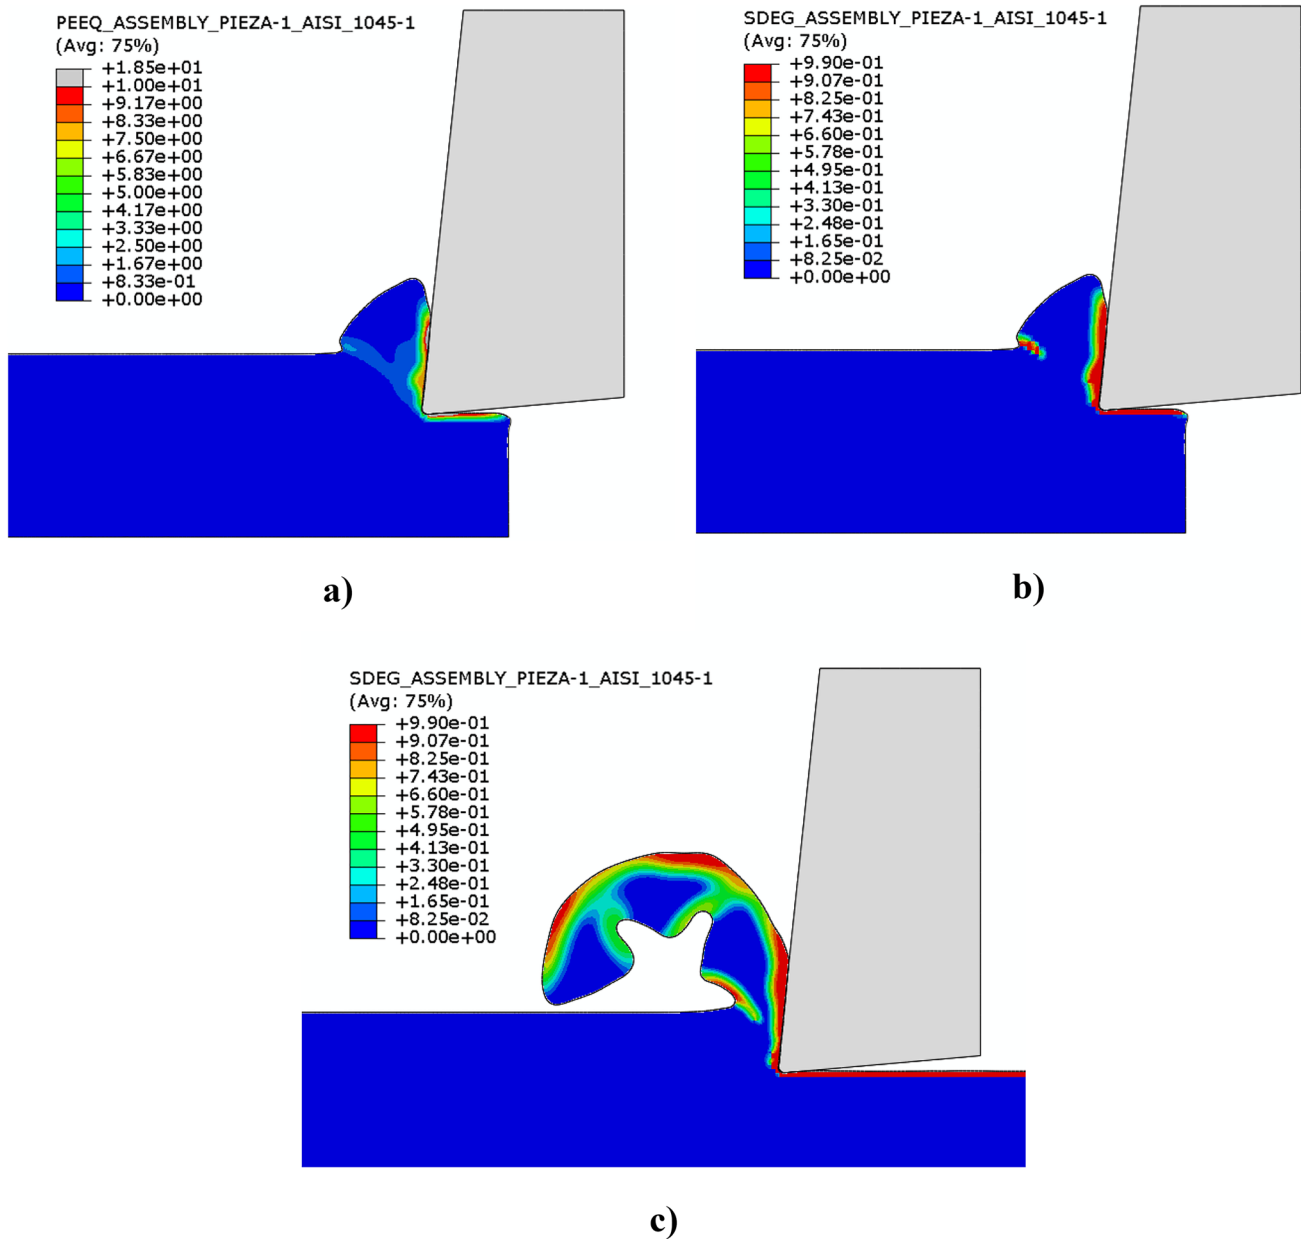 PEEQ_ASSEMBLY_PIEZA-1_AISI_1045-1
(Avg: 75%)
+1.85e+01
+1.00e+01
+9.17e+00
+8.33e+00
+7.50e+00
+6.67e+00
+5.83e+00
+5.00e+00
+4.17e+00
+3.33e+00
+2.50e+00
+1.67e+00
+8.33e-01
+0.00e+00
a)
SDEG_ASSEMBLY_PIEZA-1_AISI_1045-1
(Avg: 75%)
+9.90e-01
+9.07e-01
+8.25e-01
+7.43e-01
+6.60e-01
+5.78e-01
+4.95e-01
+4.13e-01
+3.30e-01
+2.48e-01
+1.65e-01
+8.25e-02
+0.00e+00
b)
SDEG_ASSEMBLY_PIEZA-1_AISI_1045-1
(Avg: 75%)
+9.90e-01
+9.07e-01
+8.25e-01
+7.43e-01
+6.60e-01
+5.78e-01
+4.95e-01
+4.13e-01
+3.30e-01
+2.48e-01
+1.65e-01
+8.25e-02
+0.00e+00
c)